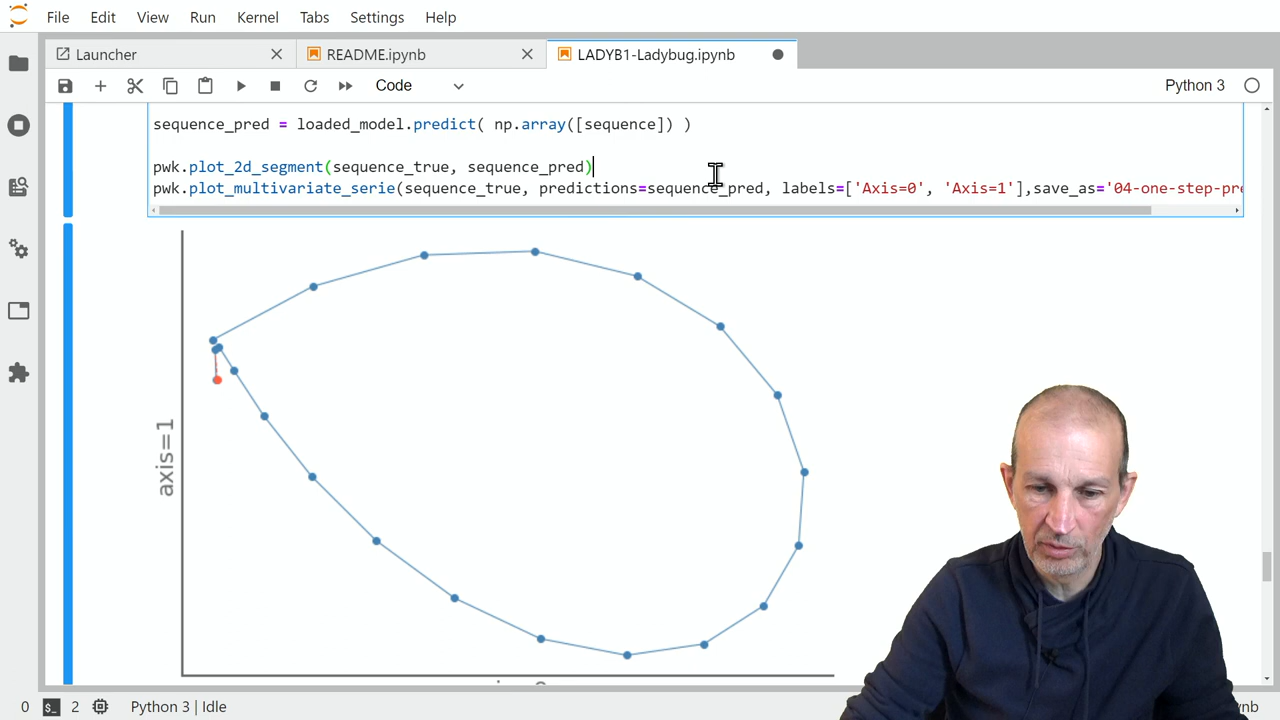 File Edit View Run Kernel Tabs Settings Help
Launcher README.ipynb LADYB1-Ladybug.ipynb
Code Python 3
sequence_pred = loaded_model.predict( np.array([sequence]) )
pwk.plot_2d_segment(sequence_true, sequence_pred)
pwk.plot_multivariate_serie(sequence_true, predictions=sequence_pred, labels=['Axis=0', 'Axis=1'],save_as='04-one-step-pre
axis=1
0 $_ 2 Python 3 | Idle nb